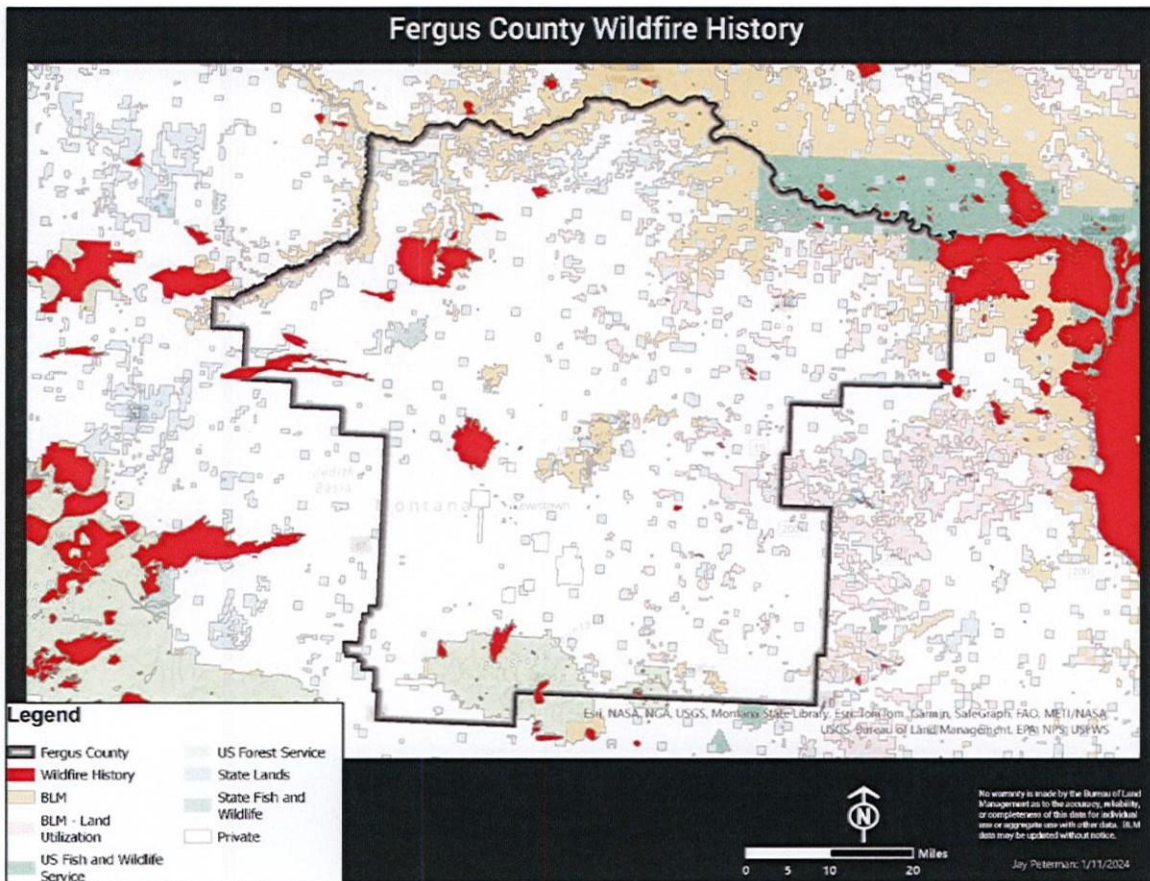 Fergus County Wildfire History
Judith
Basin
Montana
Lewistown
Esri, NASA, NGA, USGS, Montana State Library, Esri, TomTom, Garmin, SafeGraph, FAO, METI/NASA,
USGS, Bureau of Land Management, EPA, NPS, USFWS
Legend
Fergus County
Wildfire History
BLM
BLM - Land
Utilization
US Fish and Wildlife
Service
US Forest Service
State Lands
State Fish and
Wildlife
Private
N
Miles
0 5 10 20
No warranty is made by the Bureau of Land
Management as to the accuracy, reliability,
or completeness of this data for individual
use or aggregate use with other data. BLM
data may be updated without notice.
Jay Peterman: 1/11/2024